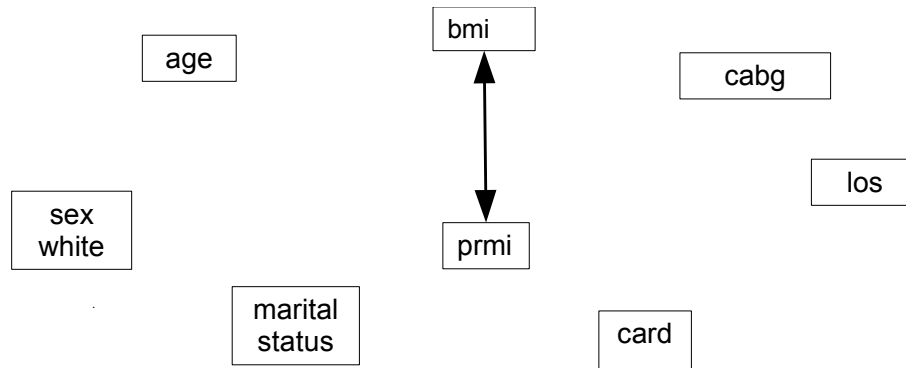 bmi
age
cabg
los
sex
white
prmi
marital
status
card